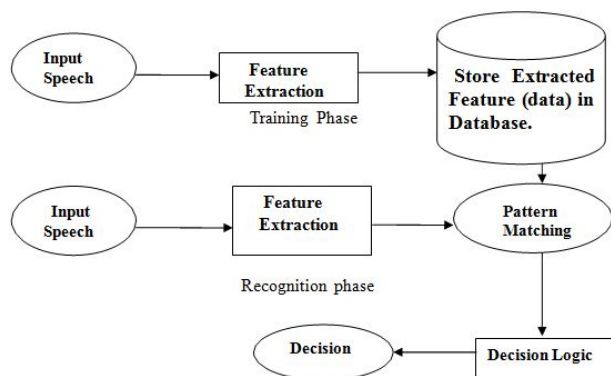 Input
Speech
Feature
Extraction
Training Phase
Store Extracted
Feature (data) in
Database.
Input
Speech
Feature
Extraction
Recognition phase
Pattern
Matching
Decision
Decision Logic